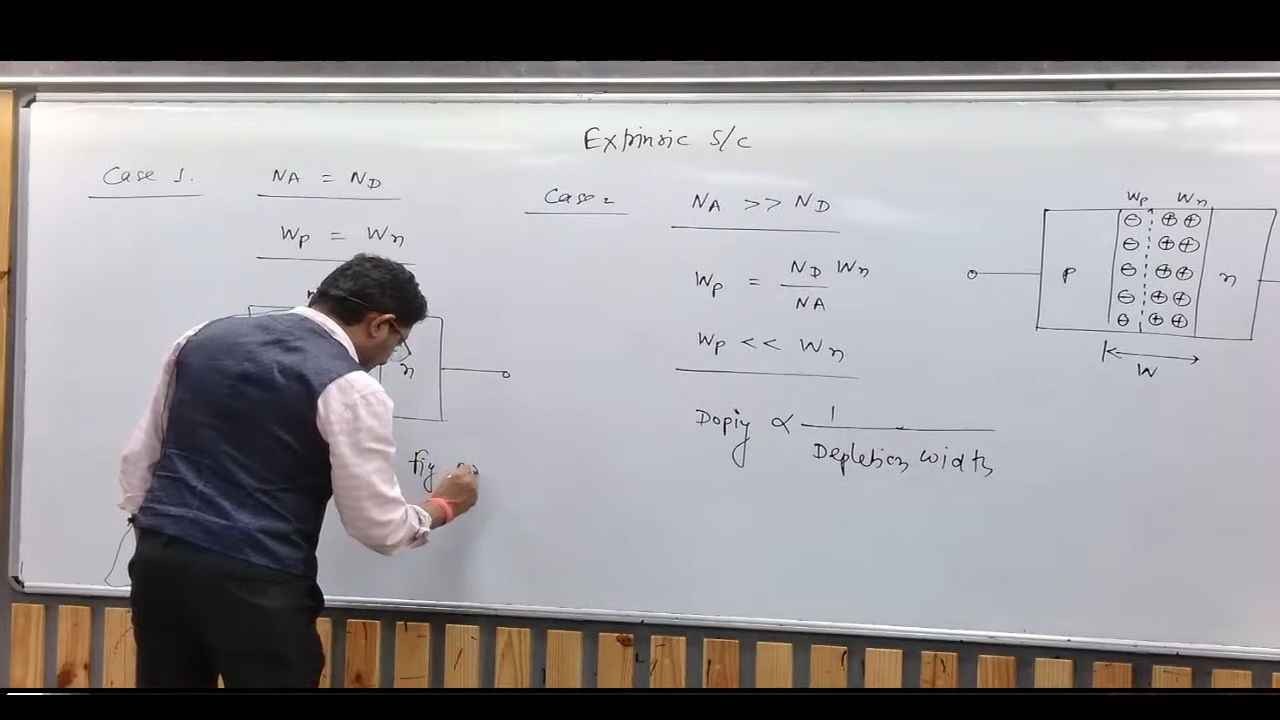 Extrinsic S/C
Case 1.
NA = ND
Wp = Wn
n
fig
Case 2
NA >> ND
Wp = ND Wn / NA
Wp << Wn
Dopiy ∝ 1 / Depletion width
Wp Wn
p
n
W